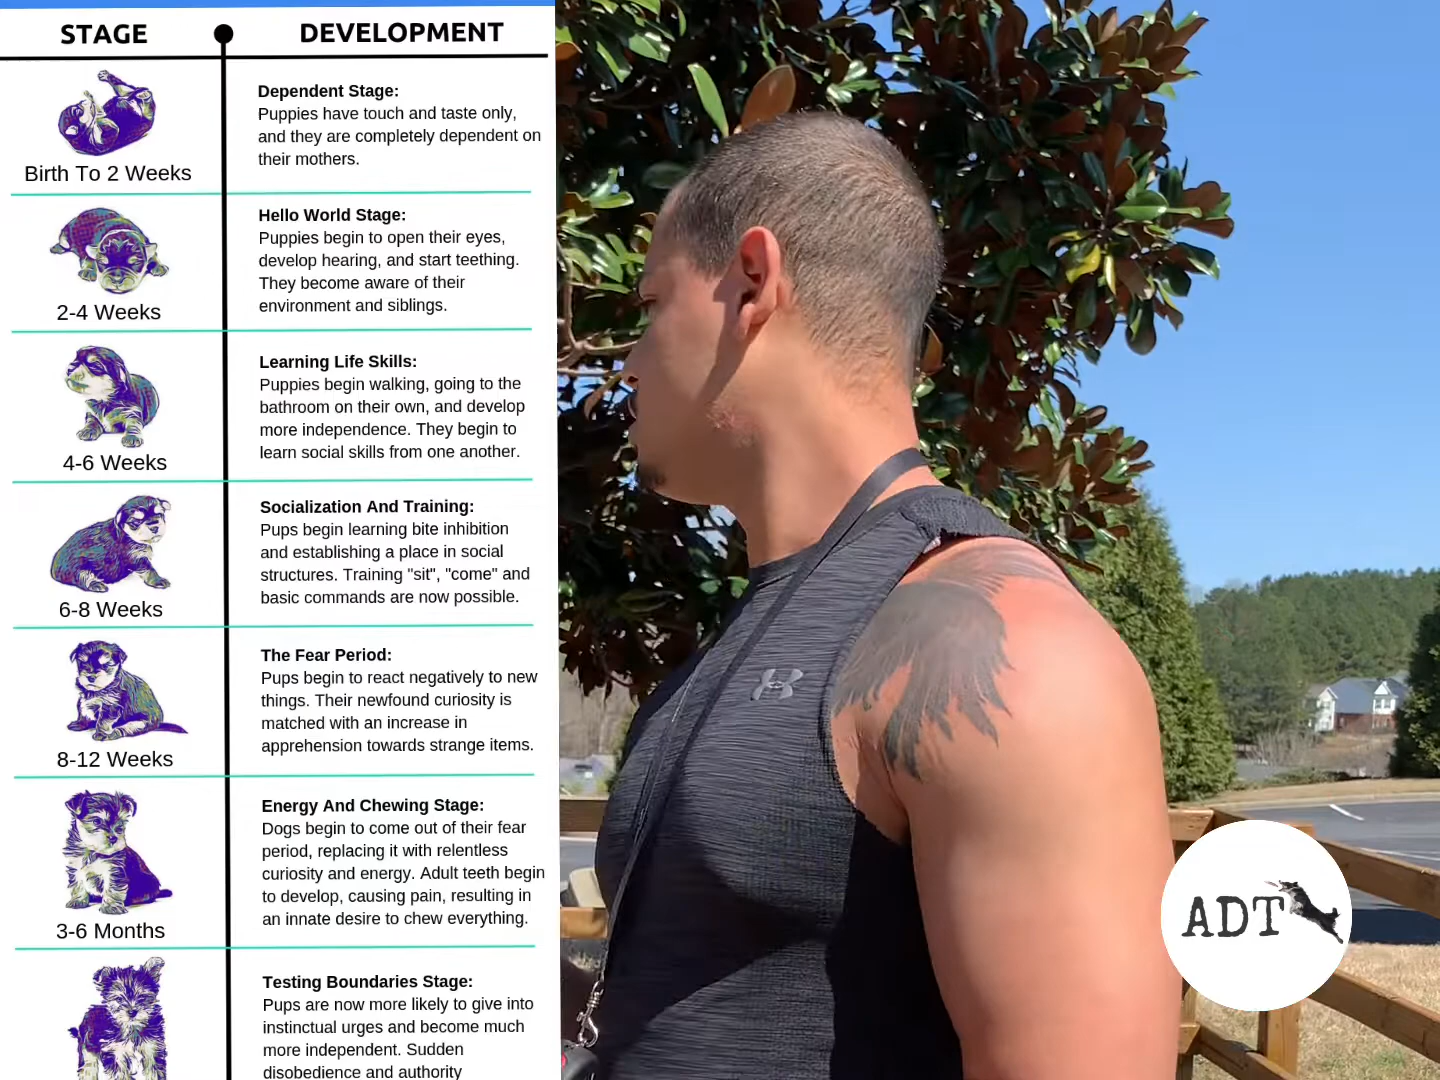 STAGE
DEVELOPMENT
Birth To 2 Weeks
Dependent Stage:
Puppies have touch and taste only,
and they are completely dependent on
their mothers.
2-4 Weeks
Hello World Stage:
Puppies begin to open their eyes,
develop hearing, and start teething.
They become aware of their
environment and siblings.
4-6 Weeks
Learning Life Skills:
Puppies begin walking, going to the
bathroom on their own, and develop
more independence. They begin to
learn social skills from one another.
6-8 Weeks
Socialization And Training:
Pups begin learning bite inhibition
and establishing a place in social
structures. Training "sit", "come" and
basic commands are now possible.
8-12 Weeks
The Fear Period:
Pups begin to react negatively to new
things. Their newfound curiosity is
matched with an increase in
apprehension towards strange items.
3-6 Months
Energy And Chewing Stage:
Dogs begin to come out of their fear
period, replacing it with relentless
curiosity and energy. Adult teeth begin
to develop, causing pain, resulting in
an innate desire to chew everything.
Testing Boundaries Stage:
Pups are now more likely to give into
instinctual urges and become much
more independent. Sudden
disobedience and authority
ADT